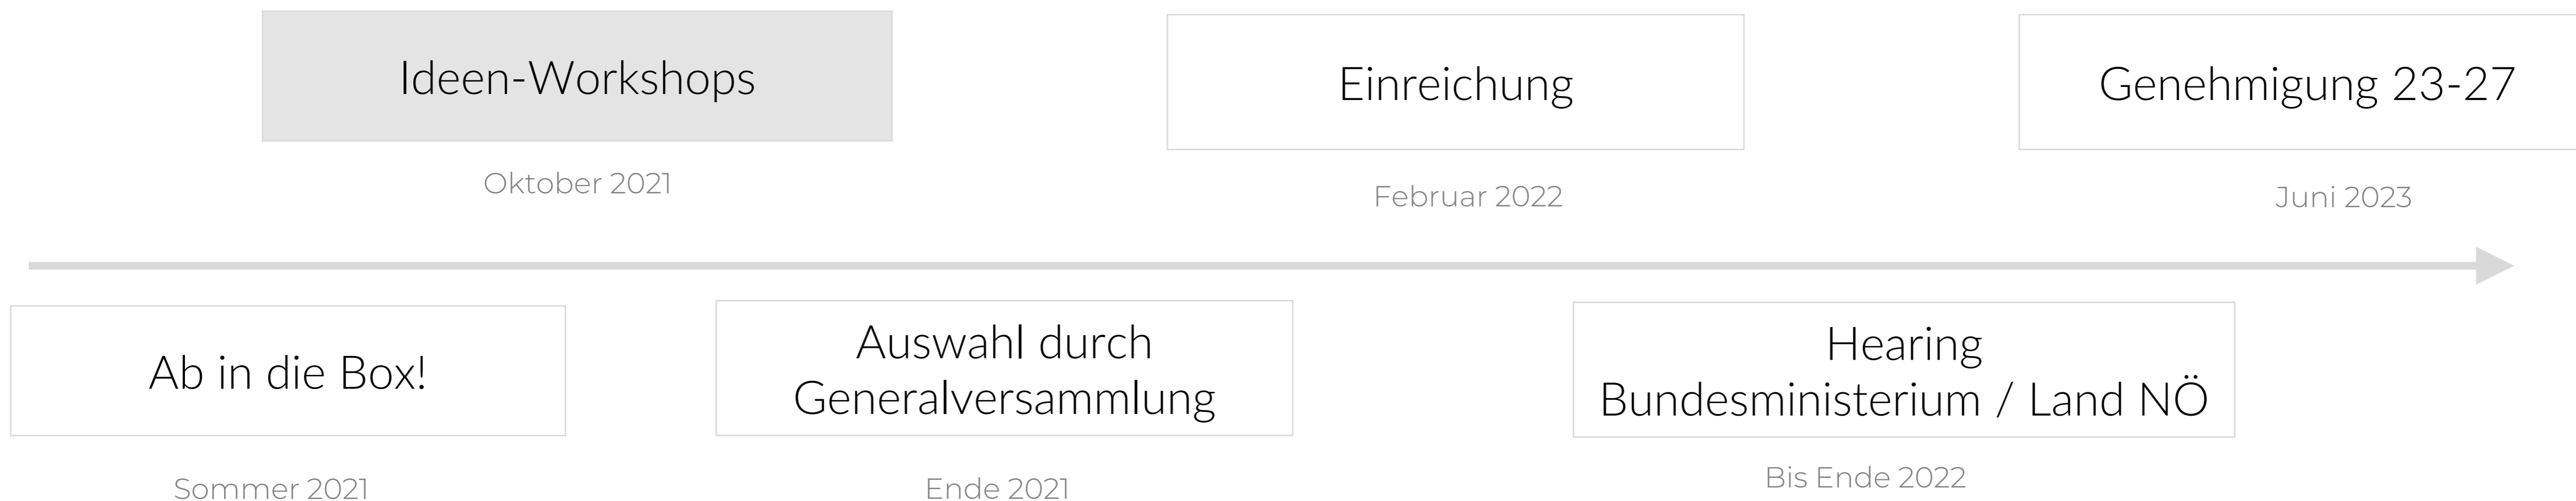 Ideen-Workshops
Oktober 2021
Einreichung
Februar 2022
Genehmigung 23-27
Juni 2023
Ab in die Box!
Sommer 2021
Auswahl durch
Generalversammlung
Ende 2021
Hearing
Bundesministerium / Land NÖ
Bis Ende 2022